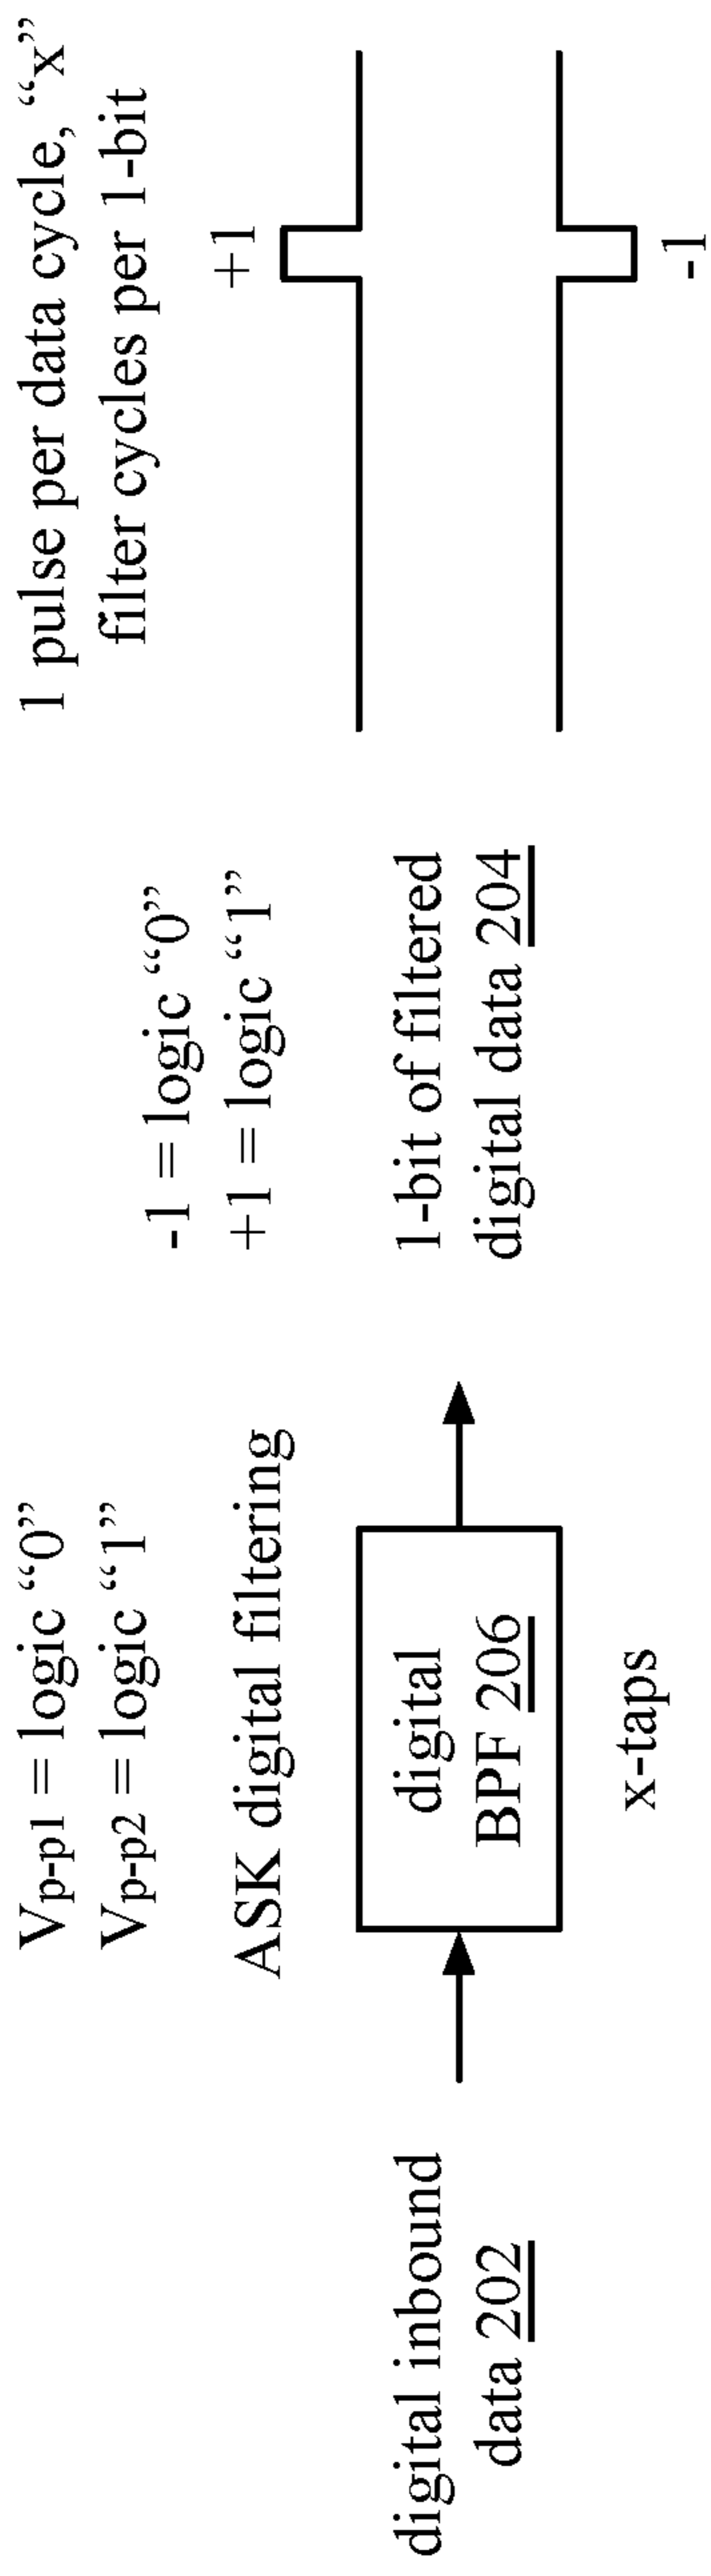 Vp-p1 = logic “0”
Vp-p2 = logic “1”
ASK digital filtering
digital inbound
data 202
digital
BPF 206
x-taps
-1 = logic “0”
+1 = logic “1”
1-bit of filtered
digital data 204
1 pulse per data cycle, “x”
filter cycles per 1-bit
+1
-1